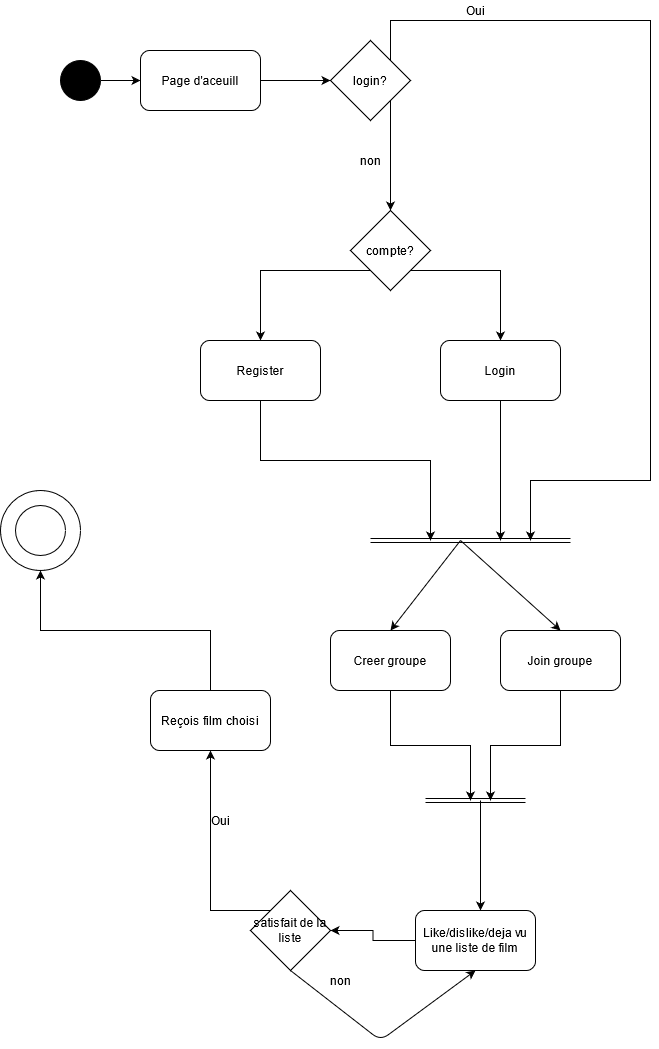 Oui
Page d'aceuill
login?
non
compte?
Register
Login
Creer groupe
Join groupe
Reçois film choisi
Oui
satisfait de la
liste
Like/dislike/deja vu
une liste de film
non